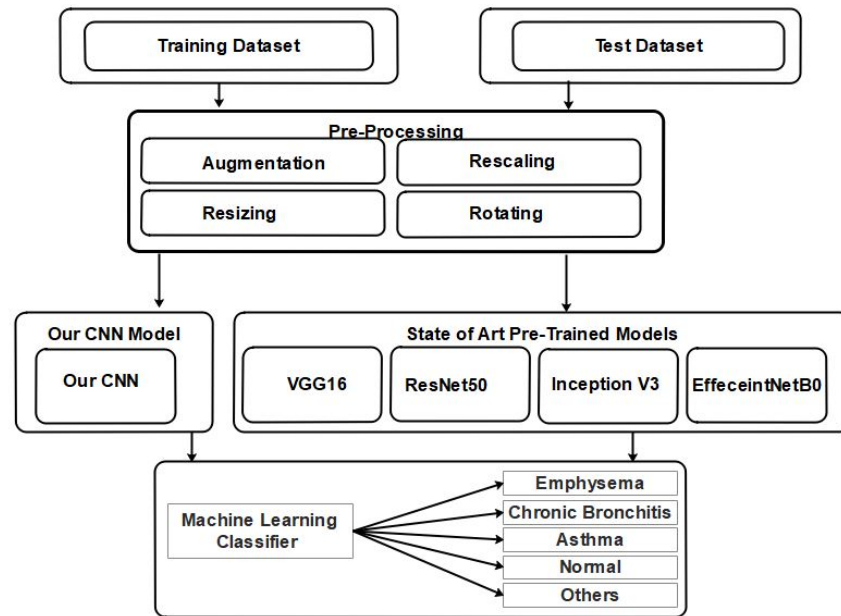 Training Dataset
Test Dataset
Pre-Processing
Augmentation
Rescaling
Resizing
Rotating
Our CNN Model
Our CNN
State of Art Pre-Trained Models
VGG16
ResNet50
Inception V3
EffeceintNetB0
Machine Learning
Classifier
Emphysema
Chronic Bronchitis
Asthma
Normal
Others